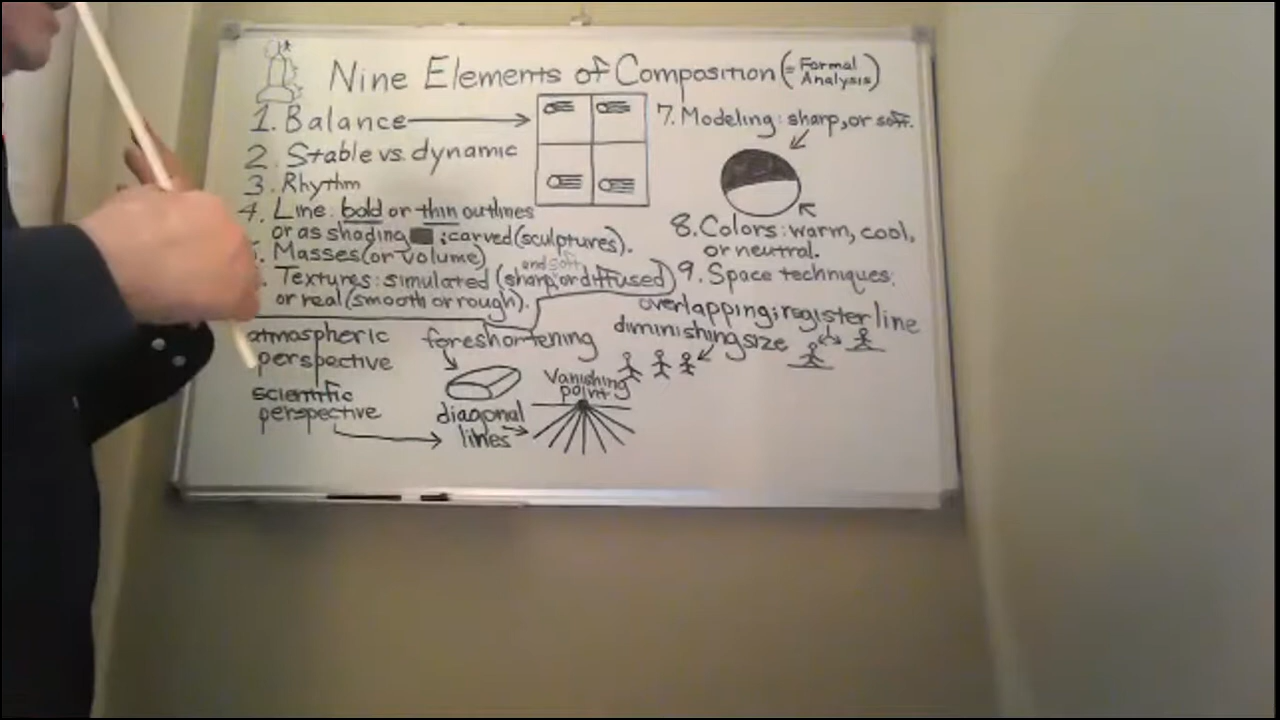 Nine Elements of Composition (= Formal Analysis)
1. Balance
2. Stable vs. dynamic
3. Rhythm
4. Line: bold or thin outlines
or as shading ; carved (sculptures).
. Masses (or volume)
and soft
. Textures: simulated (sharp, or diffused)
or real (smooth or rough).
7. Modeling: sharp, or soft.
8. Colors: warm, cool,
or neutral.
9. Space techniques:
overlapping; register line
diminishing size
atmospheric
perspective
foreshortening
scientific
perspective
diagonal
lines
Vanishing
point